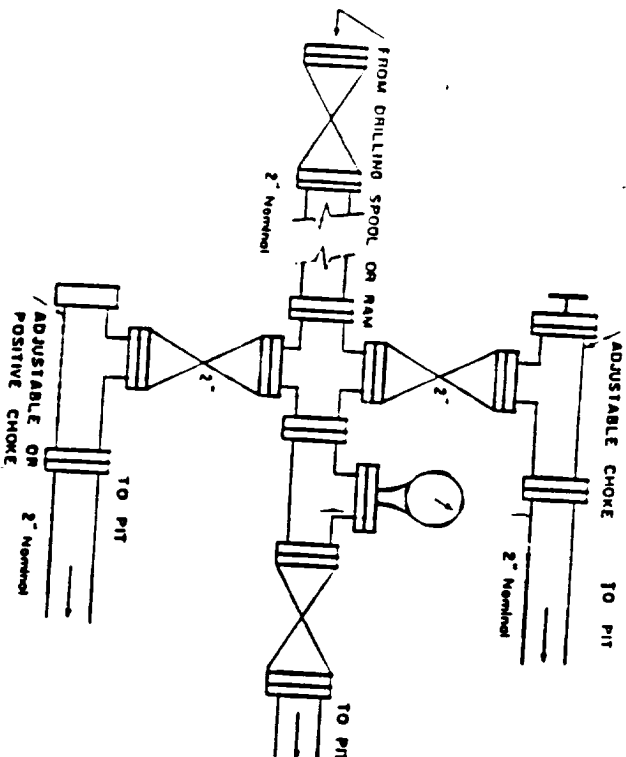 ADJUSTABLE CHOKE
TO PIT
2" Nominal
FROM DRILLING SPOOL OR RAM
2" Nominal
2"
2"
TO PIT
ADJUSTABLE OR
POSITIVE CHOKE
TO PIT
2" Nominal